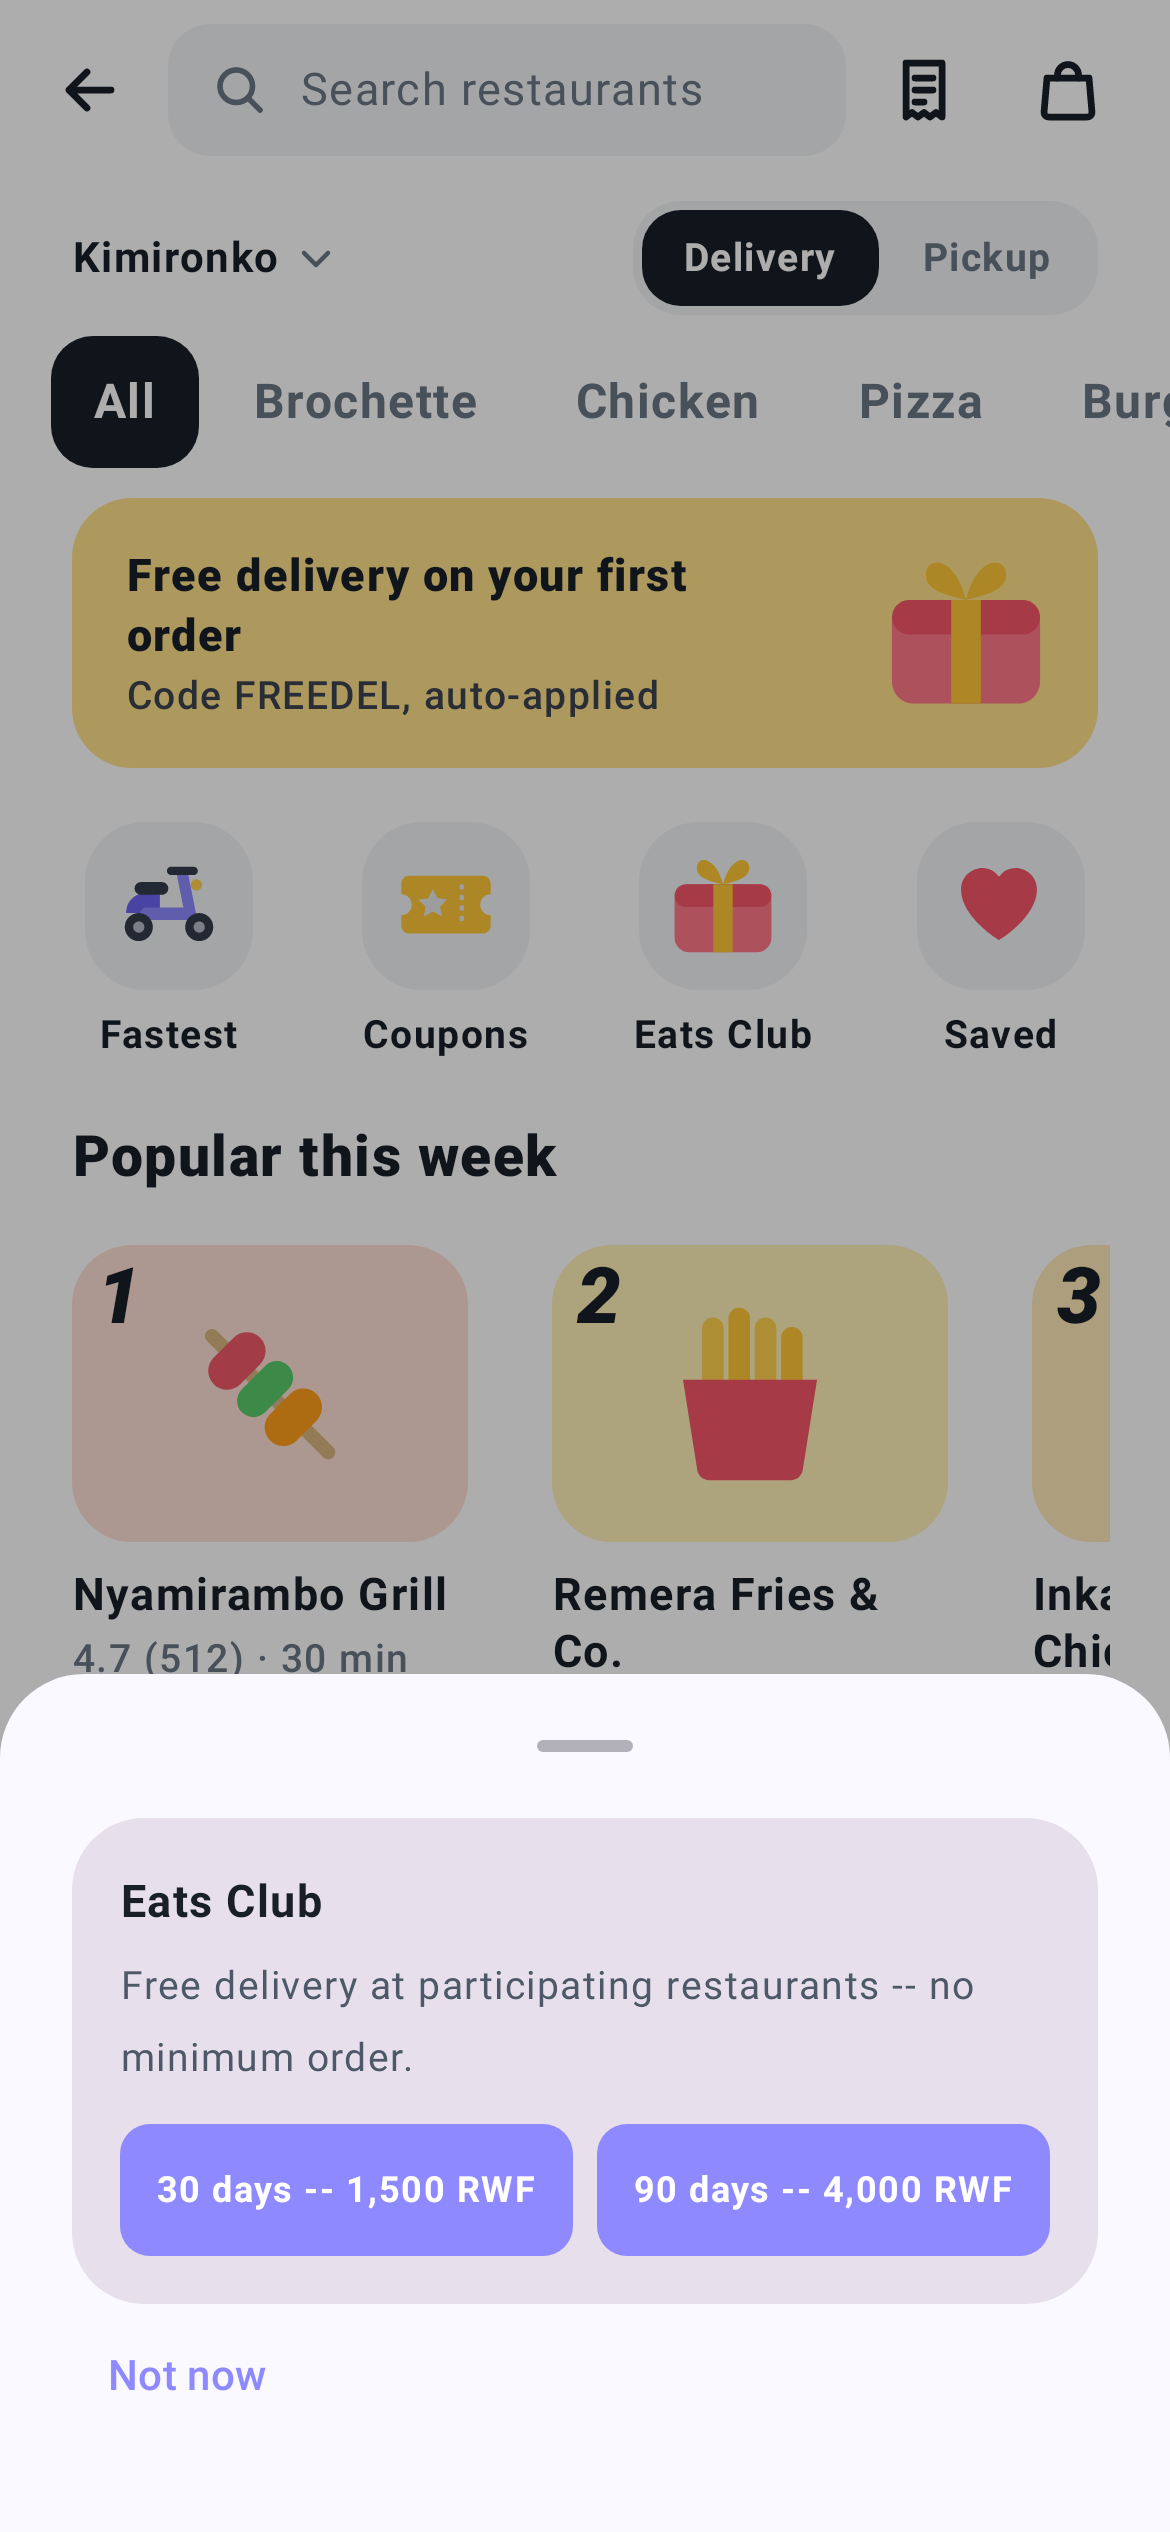 Search restaurants
Kimironko
Delivery
Pickup
All
Brochette
Chicken
Pizza
Free delivery on your first
order
Code FREEDEL, auto-applied
Fastest
Coupons
Eats Club
Saved
Popular this week
1
2
3
Nyamirambo Grill
4.7 (512) · 30 min
Remera Fries &
Co.
Eats Club
Free delivery at participating restaurants -- no
minimum order.
30 days -- 1,500 RWF
90 days -- 4,000 RWF
Not now